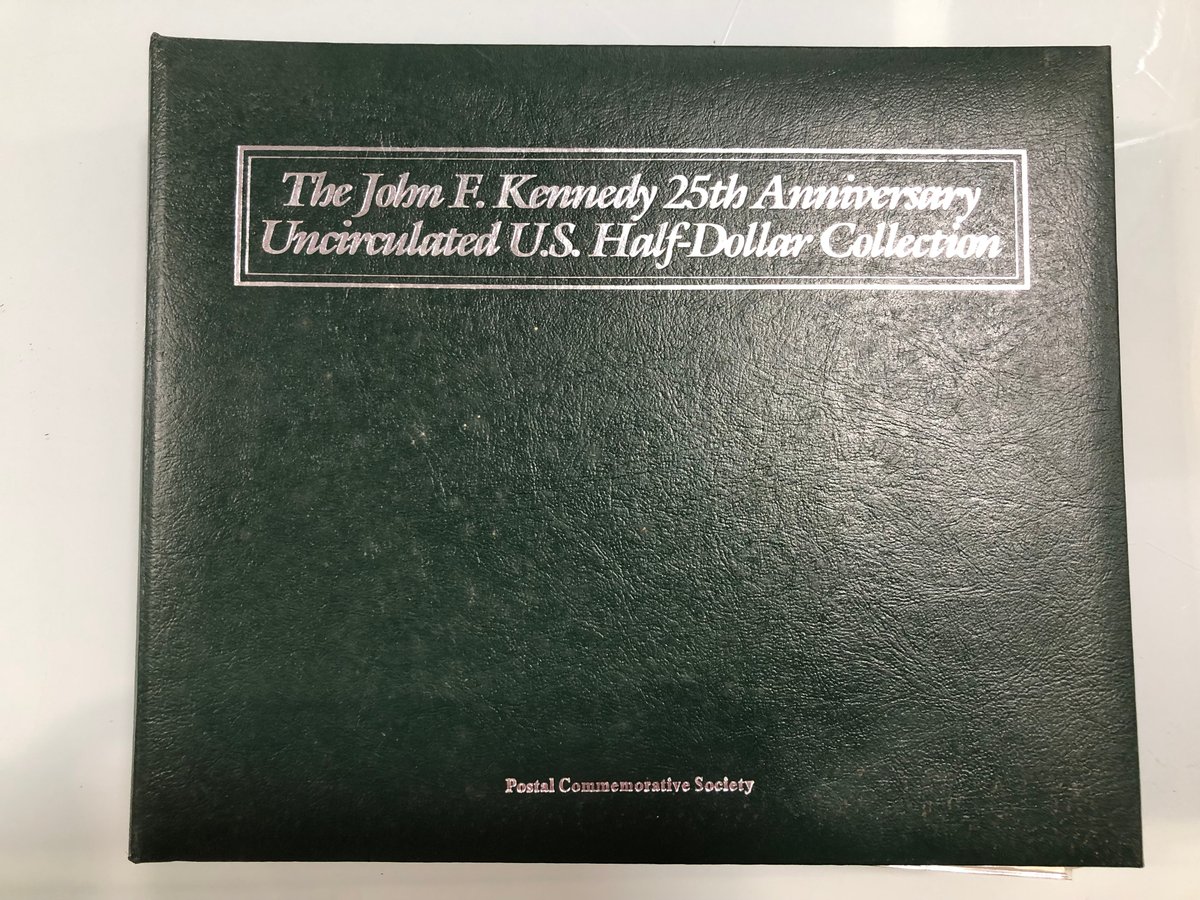 The John F. Kennedy 25th Anniversary
Uncirculated U.S. Half-Dollar Collection
Postal Commemorative Society